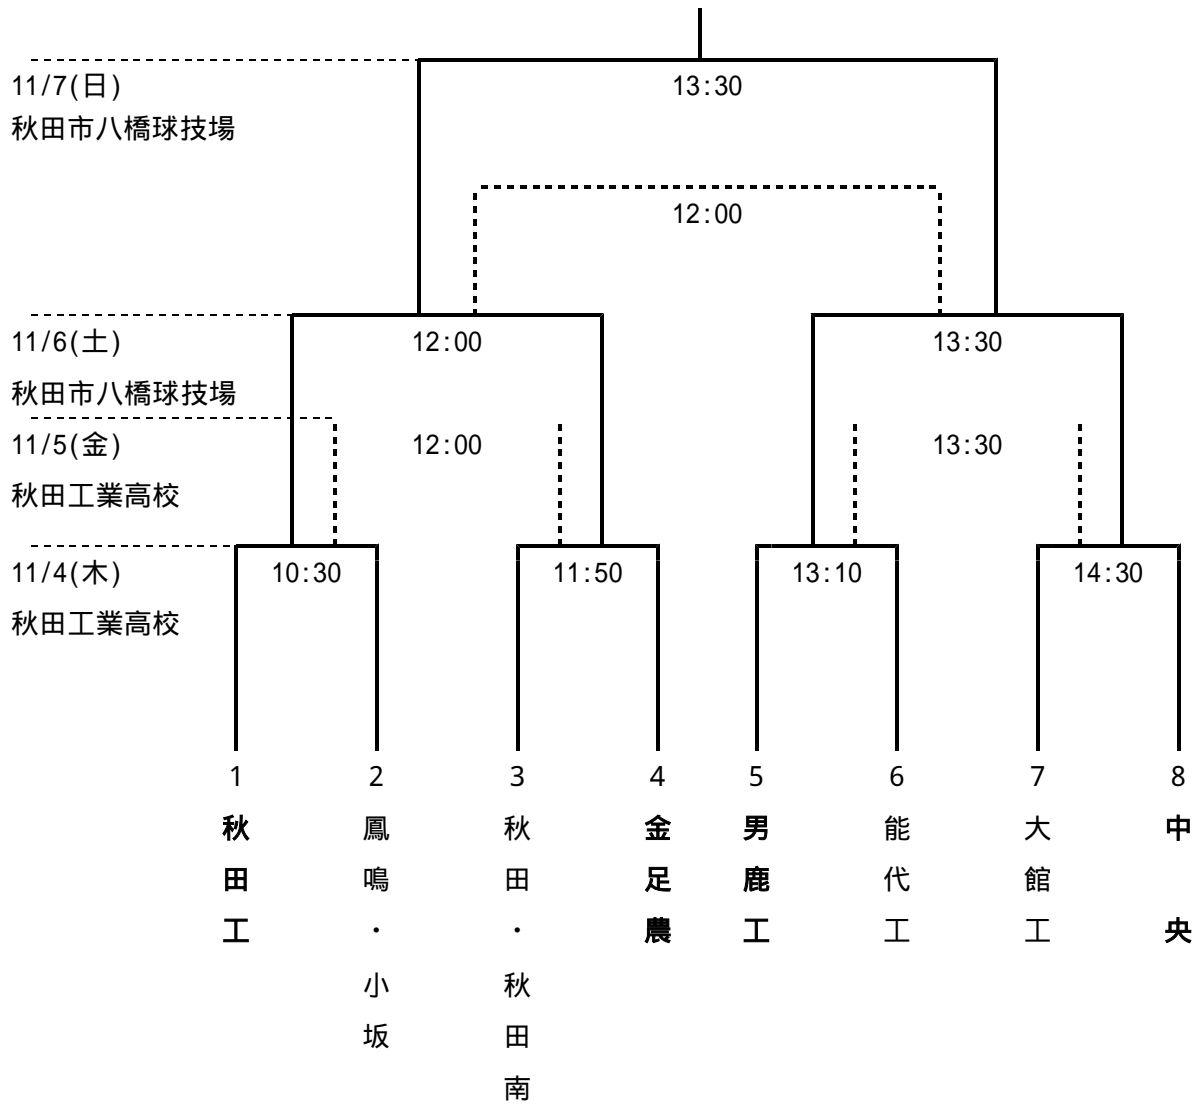 11/7(日)
13:30
秋田市八橋球技場
12:00
11/6(土)
12:00
13:30
秋田市八橋球技場
11/5(金)
12:00
13:30
秋田工業高校
11/4(木)
10:30
11:50
13:10
14:30
秋田工業高校
1
2
3
4
5
6
7
8
秋田工
鳳鳴・小坂
秋田・秋田南
金足農
男鹿工
能代工
大館工
中央